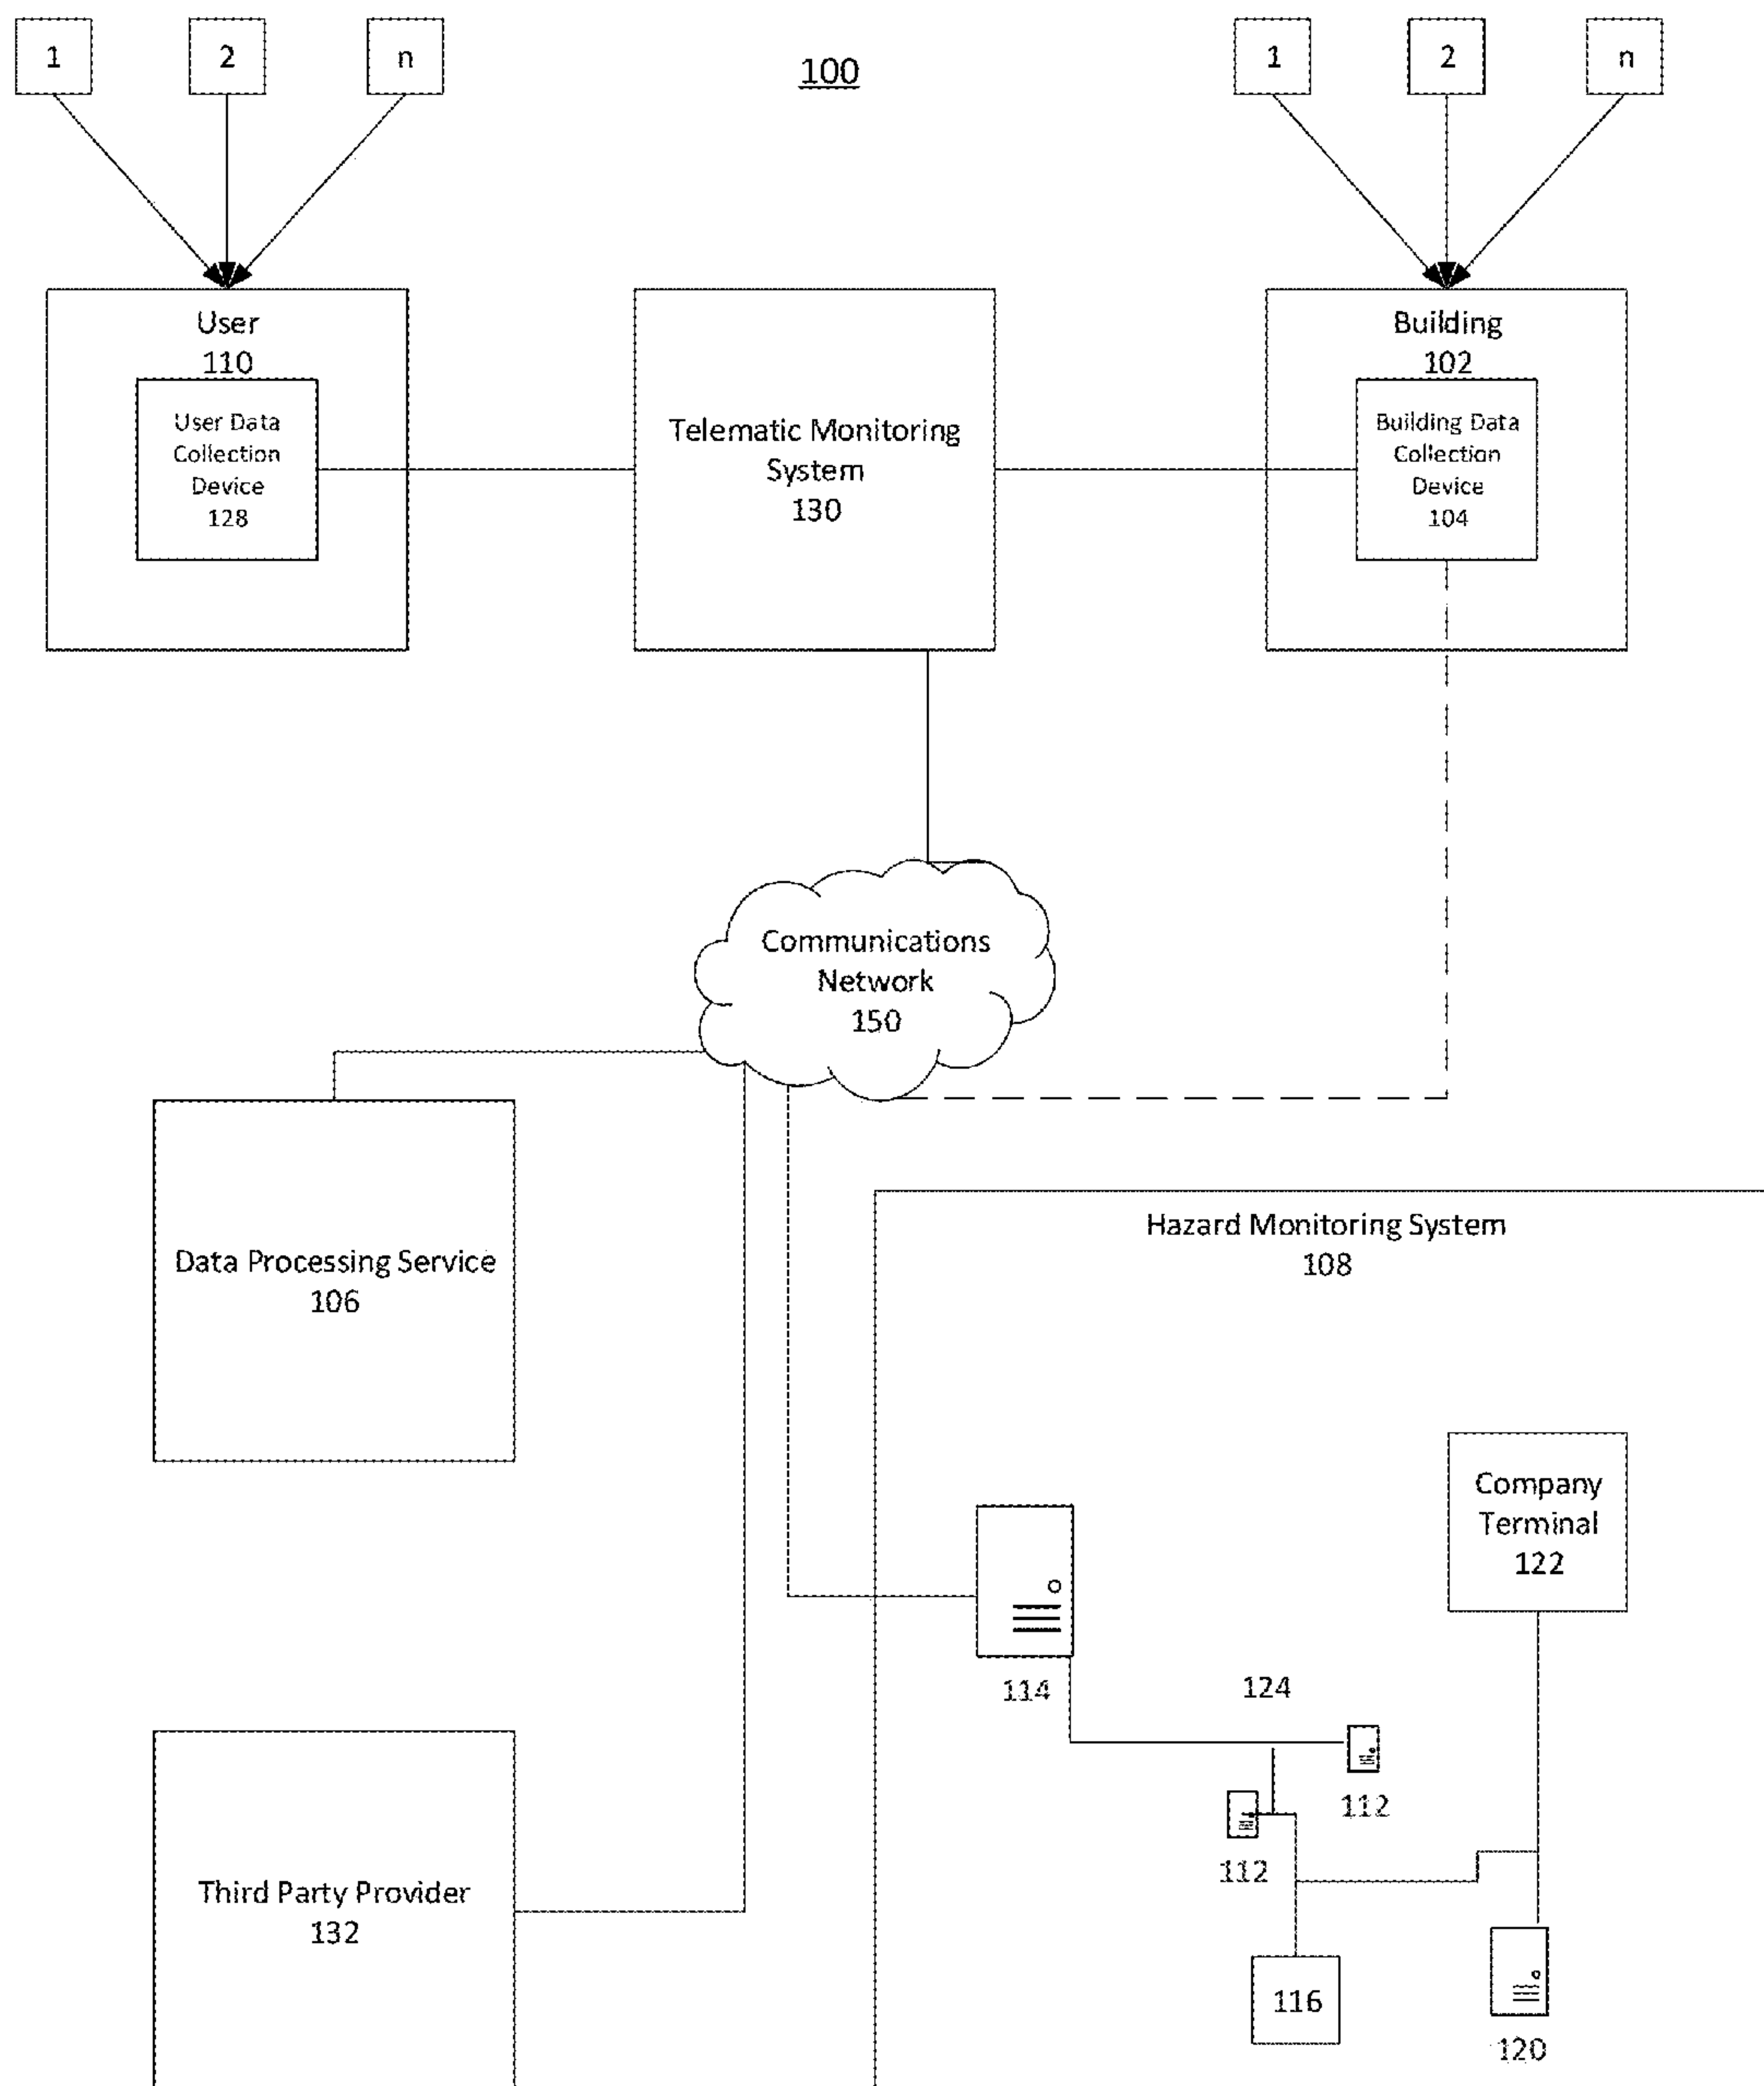 1
2
n
100
1
2
n
User
110
User Data
Collection
Device
128
Telematic Monitoring
System
130
Building
102
Building Data
Collection
Device
104
Communications
Network
150
Data Processing Service
106
Hazard Monitoring System
108
Company
Terminal
122
114
124
112
112
Third Party Provider
132
116
120